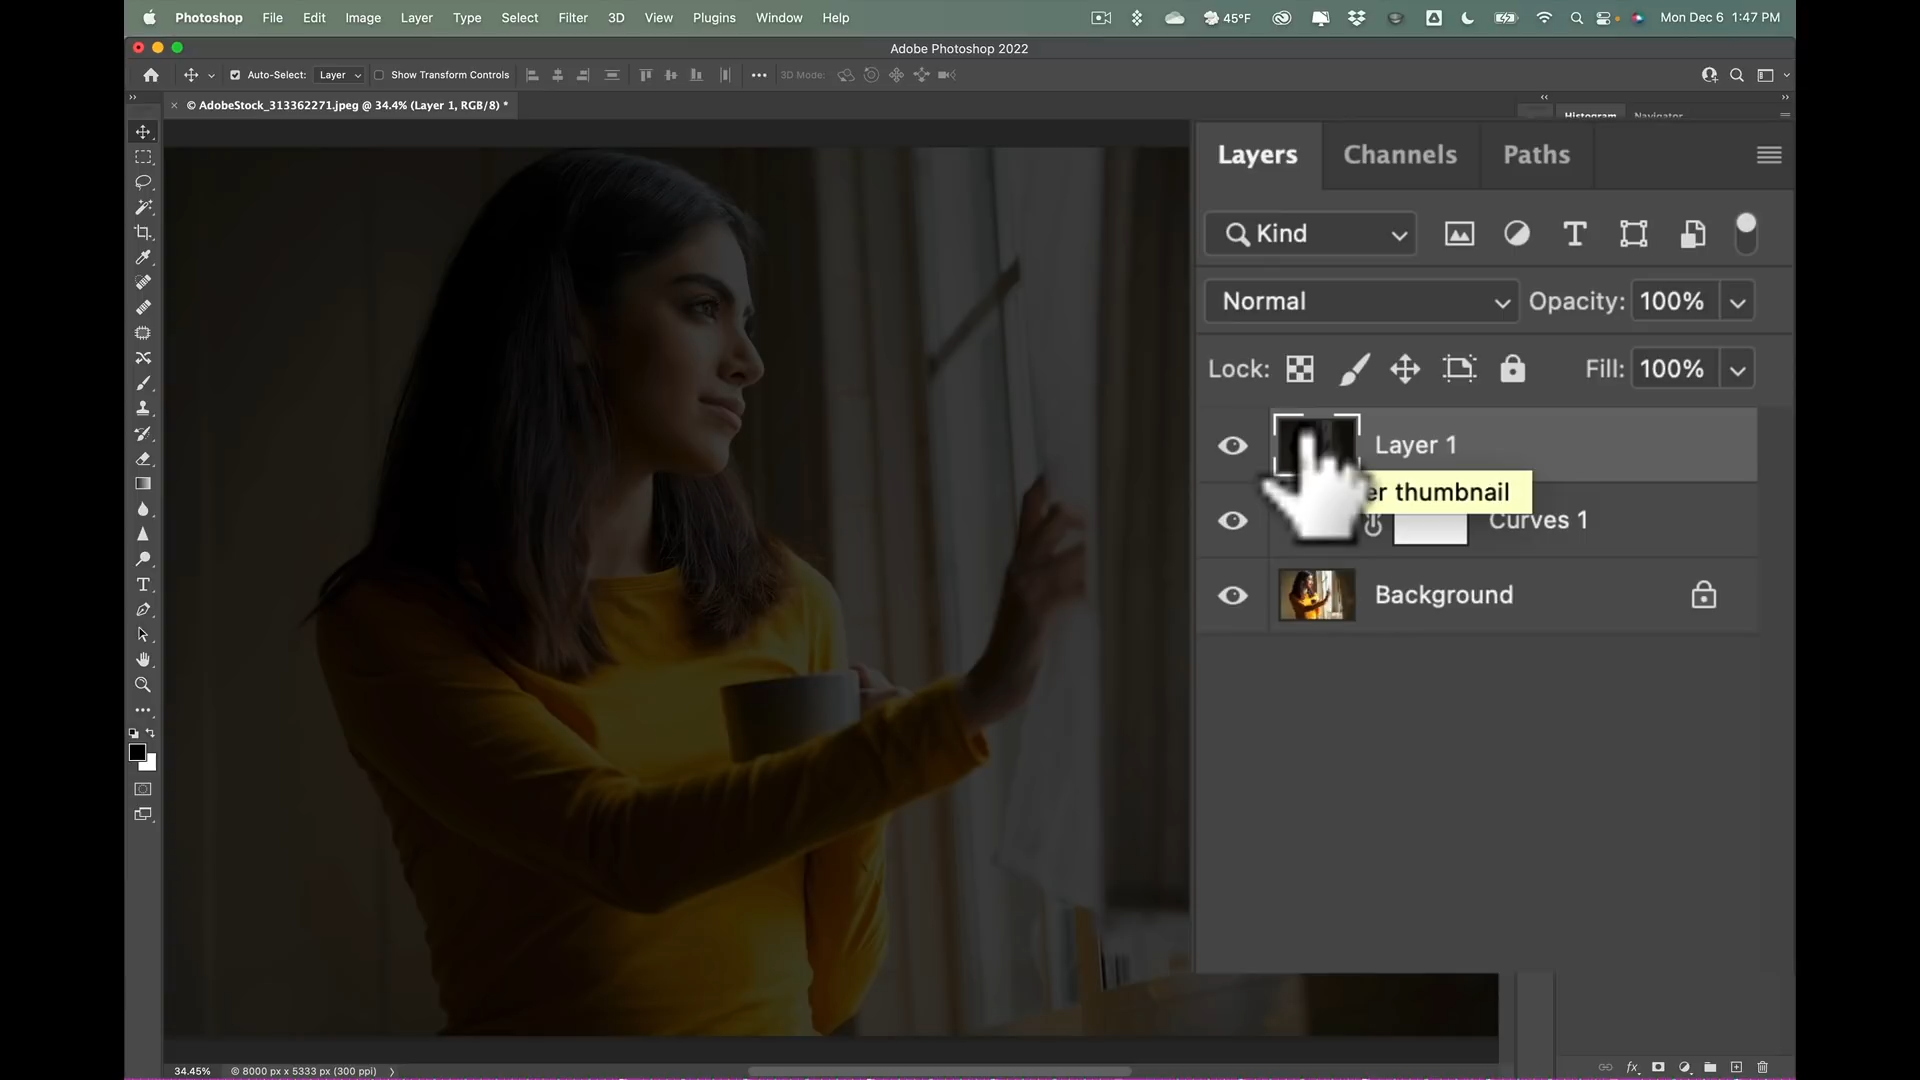 Photoshop File Edit Image Layer Type Select Filter 3D View Plugins Window Help 45°F Mon Dec 6 1:47 PM
Adobe Photoshop 2022
Auto-Select: Layer Show Transform Controls 3D Mode:
© AdobeStock_313362271.jpeg @ 34.4% (Layer 1, RGB/8) *
Histogram Navigator
Layers Channels Paths
Kind
Normal Opacity: 100%
Lock: Fill: 100%
Layer 1
er thumbnail
Curves 1
Background
34.45% © 8000 px x 5333 px (300 ppi)